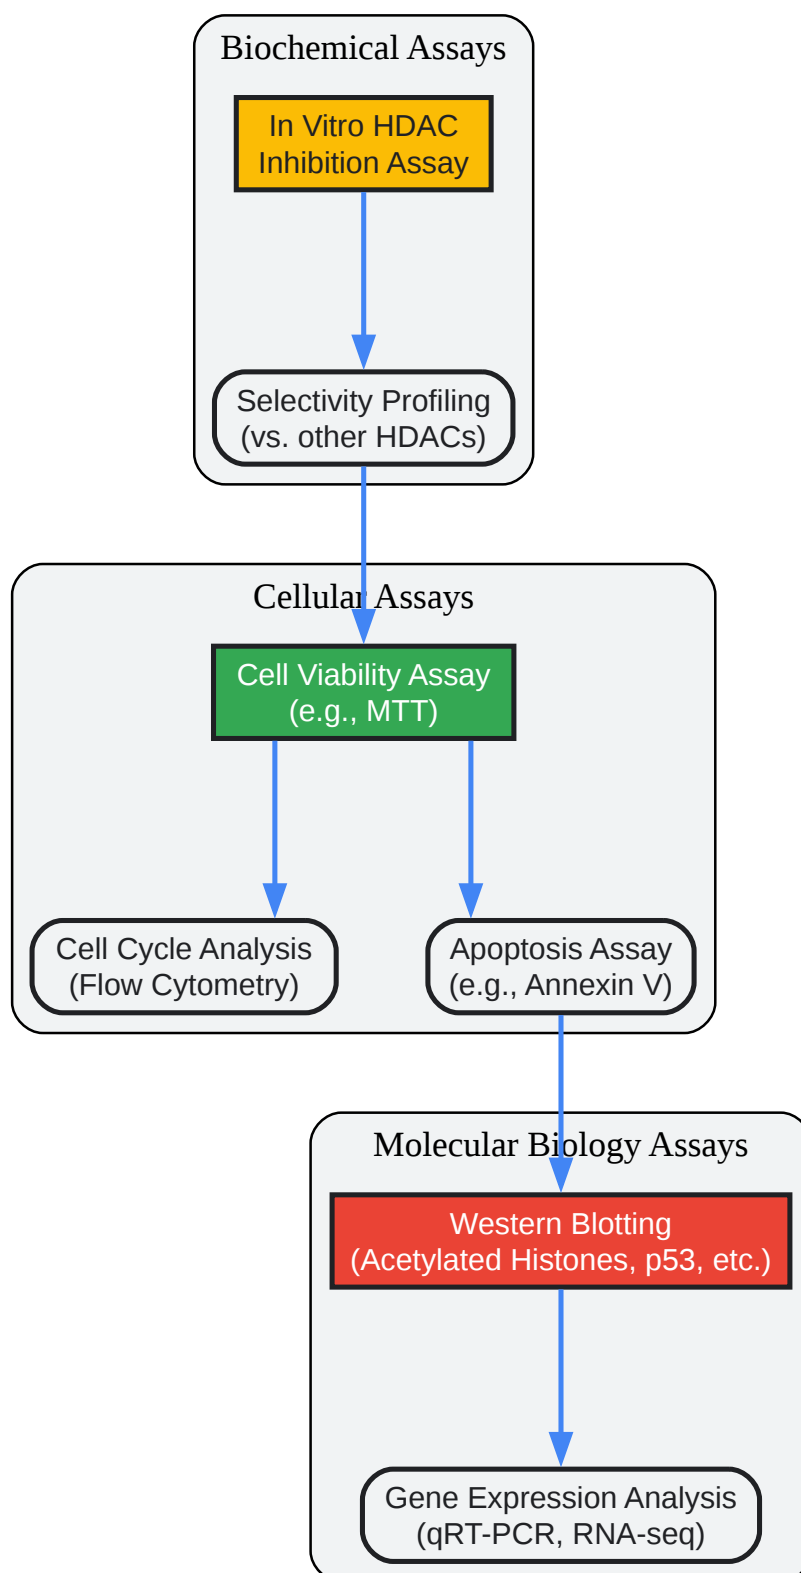 Biochemical Assays
In Vitro HDAC
Inhibition Assay
Selectivity Profiling
(vs. other HDACs)
Cellular Assays
Cell Viability Assay
(e.g., MTT)
Cell Cycle Analysis
(Flow Cytometry)
Apoptosis Assay
(e.g., Annexin V)
Molecular Biology Assays
Western Blotting
(Acetylated Histones, p53, etc.)
Gene Expression Analysis
(qRT-PCR, RNA-seq)